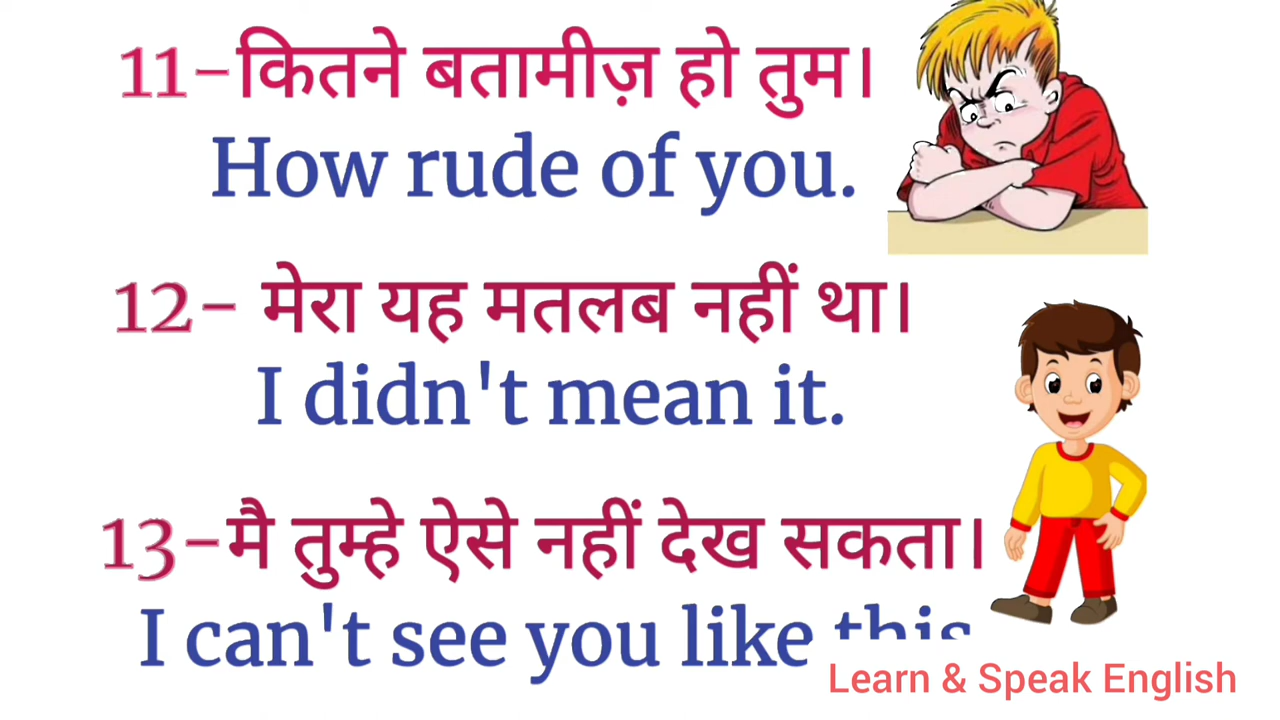 11-कितने बतामीज़ हो तुम।
How rude of you.
12- मेरा यह मतलब नहीं था।
I didn't mean it.
13-मै तुम्हे ऐसे नहीं देख सकता।
I can't see you like this
Learn & Speak English